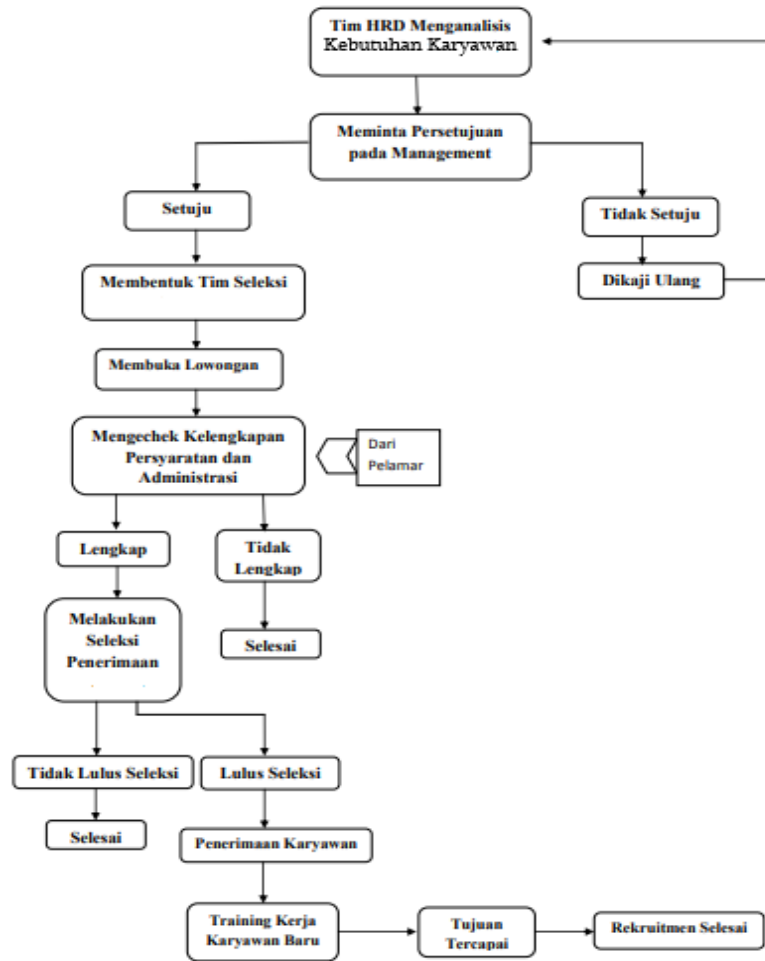 Tim HRD Menganalisis
Kebutuhan Karyawan
Meminta Persetujuan
pada Management
Setuju
Tidak Setuju
Membentuk Tim Seleksi
Dikaji Ulang
Membuka Lowongan
Mengechek Kelengkapan
Persyaratan dan
Administrasi
Dari
Pelamar
Lengkap
Tidak
Lengkap
Melakukan
Seleksi
Penerimaan
Selesai
Tidak Lulus Seleksi
Lulus Seleksi
Selesai
Penerimaan Karyawan
Training Kerja
Karyawan Baru
Tujuan
Tercapai
Rekruitmen Selesai